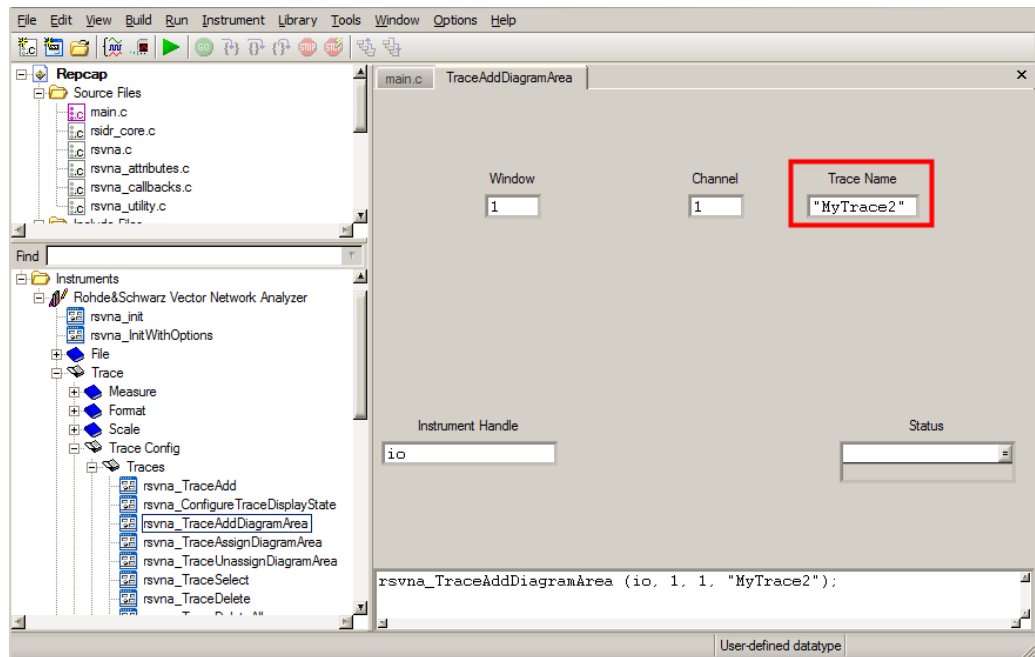 File Edit View Build Run Instrument Library Tools Window Options Help
Repcap
Source Files
main.c
rsidr_core.c
rsvna.c
rsvna_attributes.c
rsvna_callbacks.c
rsvna_utility.c
Include Files
Find
Instruments
Rohde&Schwarz Vector Network Analyzer
rsvna_init
rsvna_InitWithOptions
File
Trace
Measure
Format
Scale
Trace Config
Traces
rsvna_TraceAdd
rsvna_ConfigureTraceDisplayState
rsvna_TraceAddDiagramArea
rsvna_TraceAssignDiagramArea
rsvna_TraceUnassignDiagramArea
rsvna_TraceSelect
rsvna_TraceDelete
main.c TraceAddDiagramArea
Window Channel Trace Name
1 1 "MyTrace2"
Instrument Handle Status
io
rsvna_TraceAddDiagramArea (io, 1, 1, "MyTrace2");
User-defined datatype